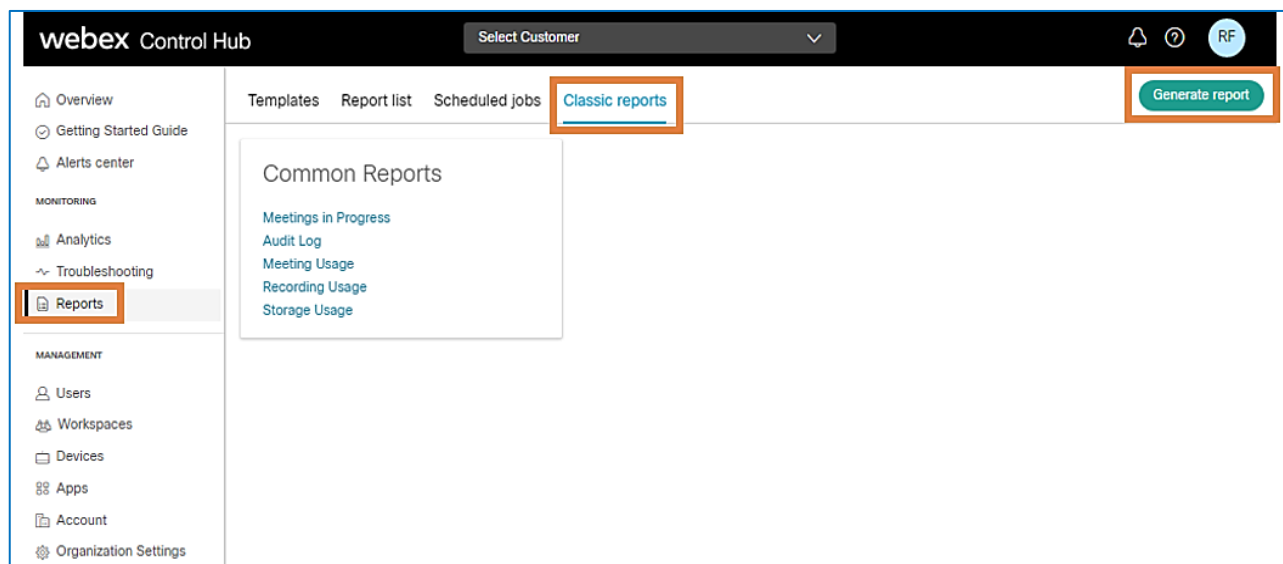 webex Control Hub
Select Customer
RF
Overview
Getting Started Guide
Alerts center
MONITORING
Analytics
Troubleshooting
Reports
MANAGEMENT
Users
Workspaces
Devices
Apps
Account
Organization Settings
Templates Report list Scheduled jobs Classic reports
Generate report
Common Reports
Meetings in Progress
Audit Log
Meeting Usage
Recording Usage
Storage Usage